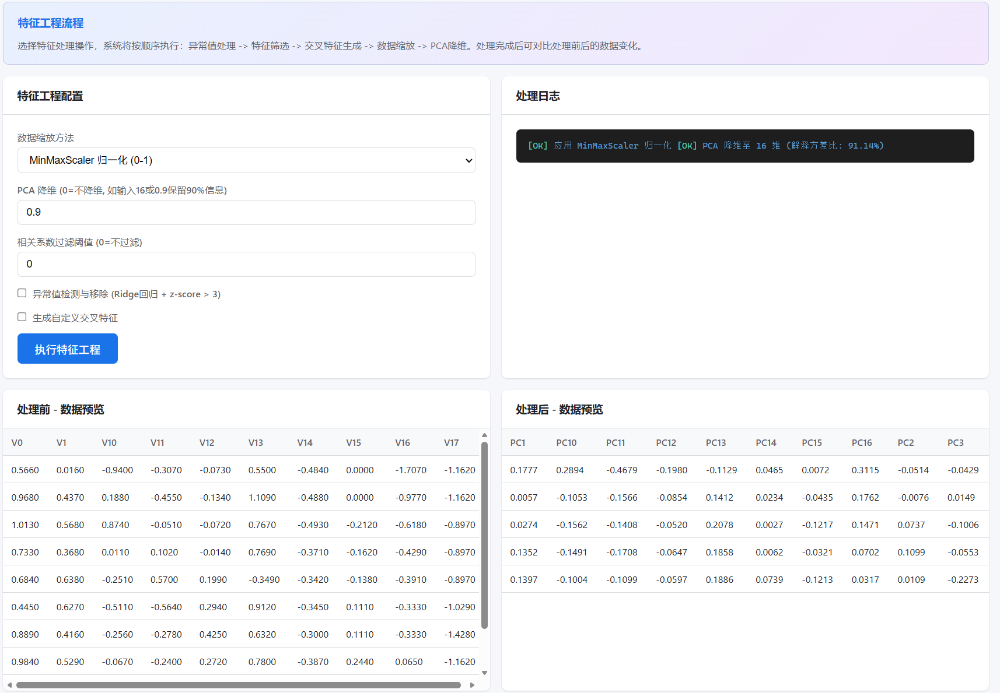 特征工程流程
选择特征处理操作，系统将按顺序执行：异常值处理 -> 特征筛选 -> 交叉特征生成 -> 数据缩放 -> PCA降维。处理完成后可对比处理前后的数据变化。
特征工程配置
数据缩放方法
MinMaxScaler 归一化 (0-1)
PCA 降维 (0=不降维, 如输入16或0.9保留90%信息)
0.9
相关系数过滤阈值 (0=不过滤)
0
异常值检测与移除 (Ridge回归 + z-score > 3)
生成自定义交叉特征
执行特征工程
处理日志
[OK] 应用 MinMaxScaler 归一化 [OK] PCA 降维至 16 维 (解释方差比: 91.14%)
处理前 - 数据预览
V0 V1 V10 V11 V12 V13 V14 V15 V16 V17
0.5660 0.0160 -0.9400 -0.3070 -0.0730 0.5500 -0.4840 0.0000 -1.7070 -1.1620
0.9680 0.4370 0.1880 -0.4550 -0.1340 1.1090 -0.4880 0.0000 -0.9770 -1.1620
1.0130 0.5680 0.8740 -0.0510 -0.0720 0.7670 -0.4930 -0.2120 -0.6180 -0.8970
0.7330 0.3680 0.0110 0.1020 -0.0140 0.7690 -0.3710 -0.1620 -0.4290 -0.8970
0.6840 0.6380 -0.2510 0.5700 0.1990 -0.3490 -0.3420 -0.1380 -0.3910 -0.8970
0.4450 0.6270 -0.5110 -0.5640 0.2940 0.9120 -0.3450 0.1110 -0.3330 -1.0290
0.8890 0.4160 -0.2560 -0.2780 0.4250 0.6320 -0.3000 0.1110 -0.3330 -1.4280
0.9840 0.5290 -0.0670 -0.2400 0.2720 0.7800 -0.3870 0.2440 0.0650 -1.1620
处理后 - 数据预览
PC1 PC10 PC11 PC12 PC13 PC14 PC15 PC16 PC2 PC3
0.1777 0.2894 -0.4679 -0.1980 -0.1129 0.0465 0.0072 0.3115 -0.0514 -0.0429
0.0057 -0.1053 -0.1566 -0.0854 0.1412 0.0234 -0.0435 0.1762 -0.0076 0.0149
0.0274 -0.1562 -0.1408 -0.0520 0.2078 0.0027 -0.1217 0.1471 0.0737 -0.1006
0.1352 -0.1491 -0.1708 -0.0647 0.1858 0.0062 -0.0321 0.0702 0.1099 -0.0553
0.1397 -0.1004 -0.1099 -0.0597 0.1886 0.0739 -0.1213 0.0317 0.0109 -0.2273